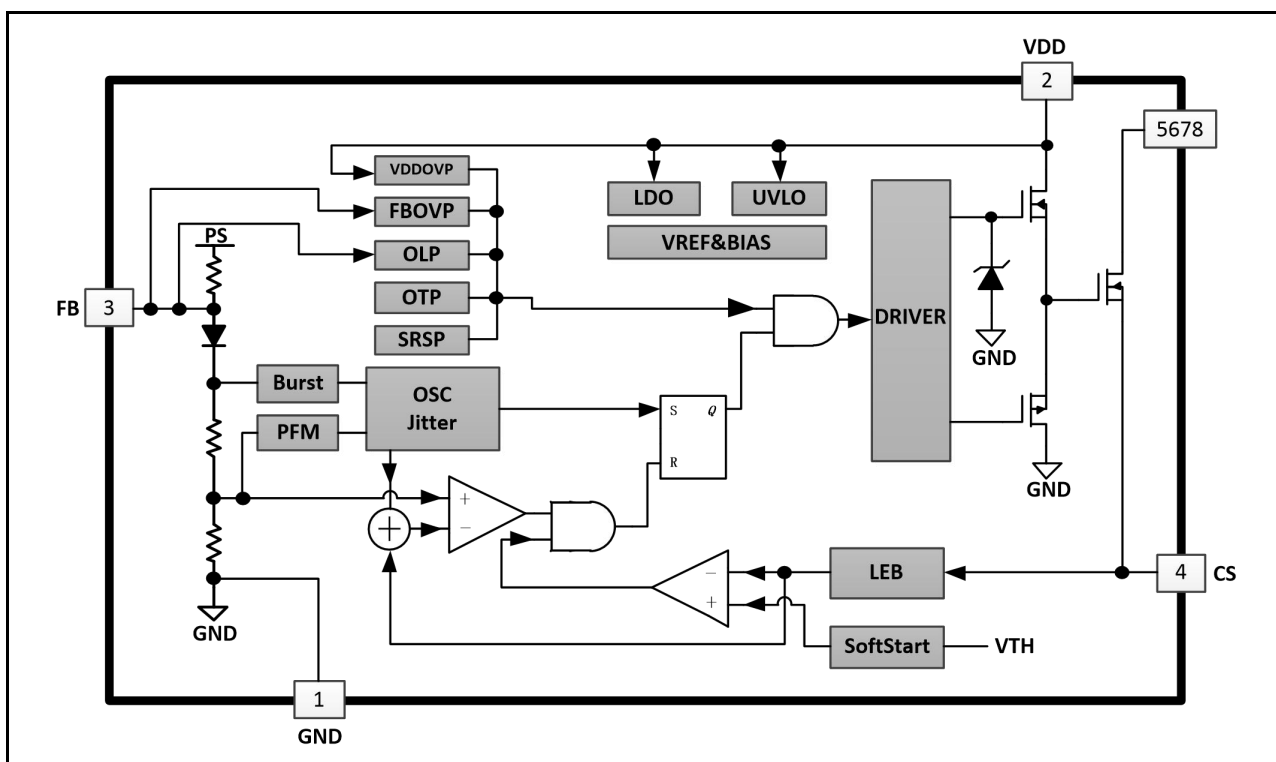 VDD
2
5678
VDDOVP
FBOVP
OLP
OTP
SRSP
LDO
UVLO
VREF&BIAS
PS
FB
3
DRIVER
GND
Burst
PFM
OSC
Jitter
S
Q
R
GND
+
−
+
−
+
LEB
4
CS
SoftStart
VTH
GND
1
GND